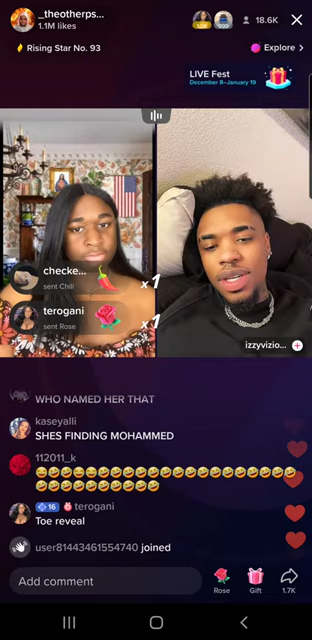 _theotherps...
1.1M likes
18.6K
Rising Star No. 93
Explore >
LIVE Fest
December 8–January 19
checke...
sent Chili
x1
terogani
sent Rose
x1
izzyvizio...
WHO NAMED HER THAT
kaseyalli
SHES FINDING MOHAMMED
112011_k
16 terogani
Toe reveal
user81443461554740 joined
Add comment
Rose
Gift
1.7K